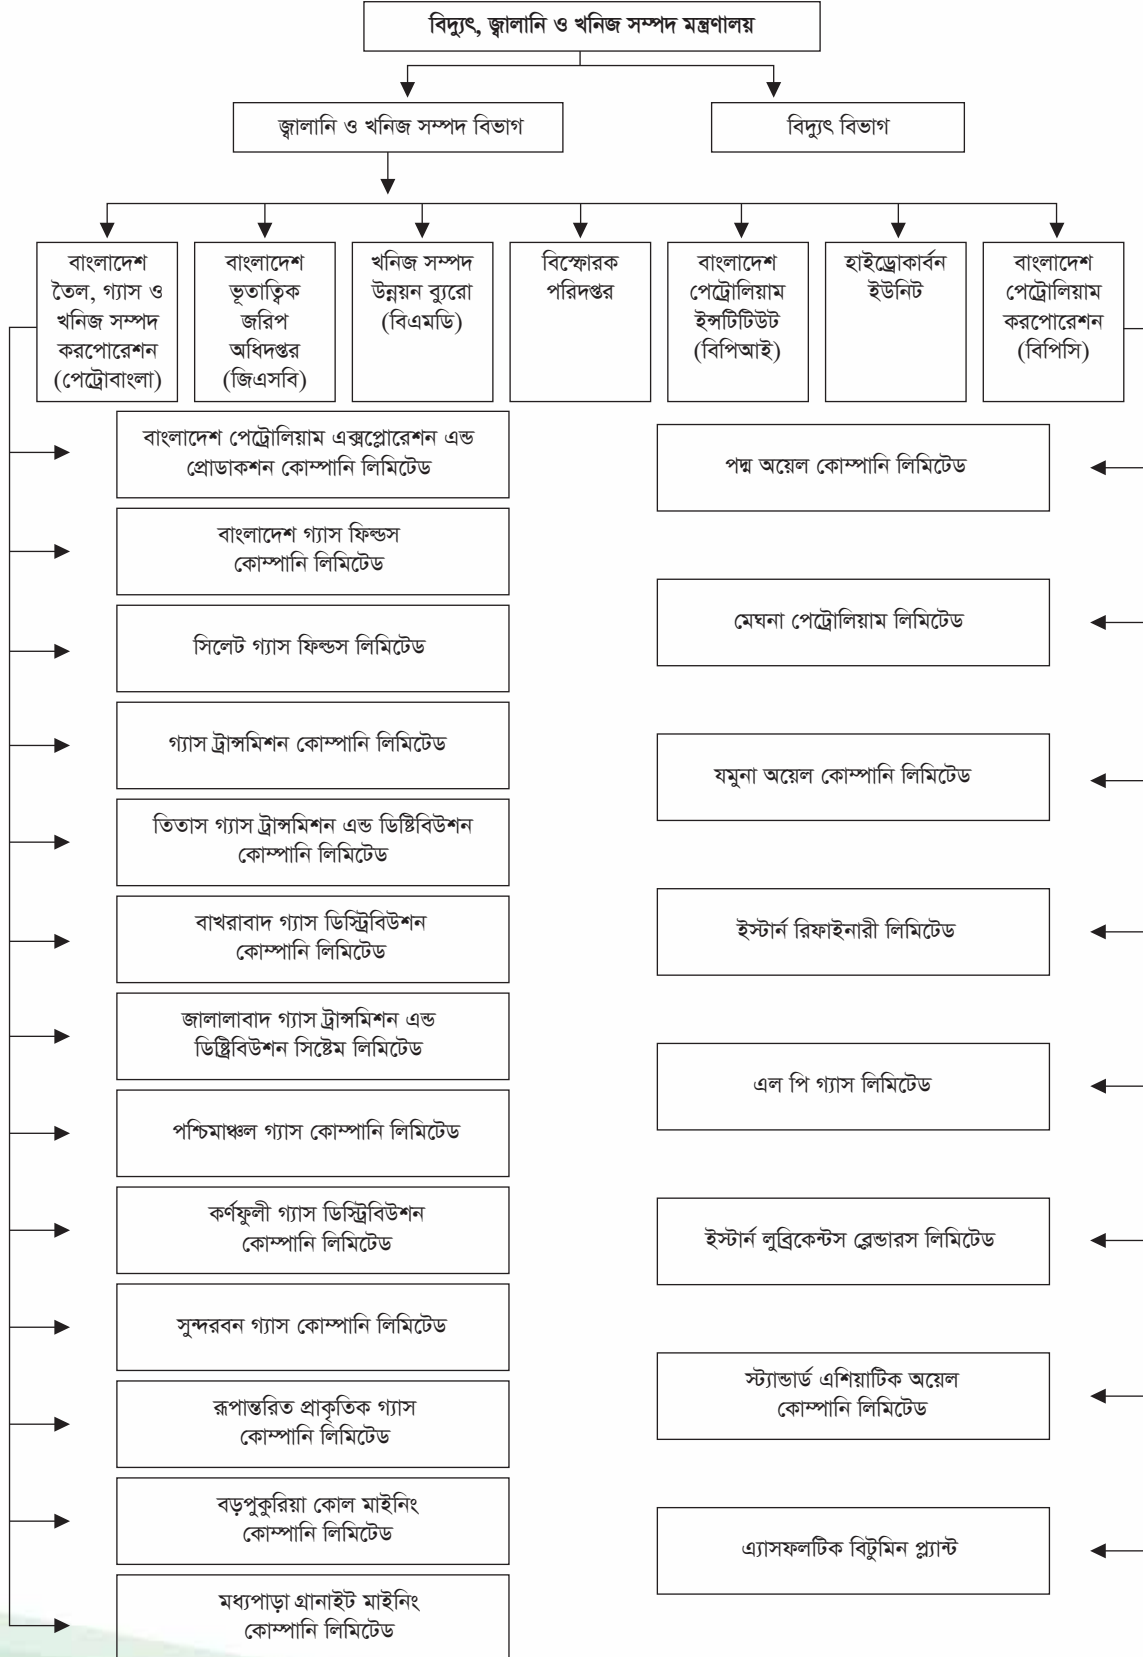 বিদ্যুৎ, জ্বালানি ও খনিজ সম্পদ মন্ত্রণালয়
জ্বালানি ও খনিজ সম্পদ বিভাগ
বিদ্যুৎ বিভাগ
বাংলাদেশ
তৈল, গ্যাস ও
খনিজ সম্পদ
করপোরেশন
(পেট্রোবাংলা)
বাংলাদেশ
ভূতাত্বিক
জরিপ
অধিদপ্তর
(জিএসবি)
খনিজ সম্পদ
উন্নয়ন ব্যুরো
(বিএমডি)
বিস্ফোরক
পরিদপ্তর
বাংলাদেশ
পেট্রোলিয়াম
ইন্সটিটিউট
(বিপিআই)
হাইড্রোকার্বন
ইউনিট
বাংলাদেশ
পেট্রোলিয়াম
করপোরেশন
(বিপিসি)
বাংলাদেশ পেট্রোলিয়াম এক্সপ্লোরেশন এন্ড
প্রোডাকশন কোম্পানি লিমিটেড
বাংলাদেশ গ্যাস ফিল্ডস
কোম্পানি লিমিটেড
সিলেট গ্যাস ফিল্ডস লিমিটেড
গ্যাস ট্রান্সমিশন কোম্পানি লিমিটেড
তিতাস গ্যাস ট্রান্সমিশন এন্ড ডিষ্টিবিউশন
কোম্পানি লিমিটেড
বাখরাবাদ গ্যাস ডিস্ট্রিবিউশন
কোম্পানি লিমিটেড
জালালাবাদ গ্যাস ট্রান্সমিশন এন্ড
ডিষ্ট্রিবিউশন সিষ্টেম লিমিটেড
পশ্চিমাঞ্চল গ্যাস কোম্পানি লিমিটেড
কর্ণফুলী গ্যাস ডিস্ট্রিবিউশন
কোম্পানি লিমিটেড
সুন্দরবন গ্যাস কোম্পানি লিমিটেড
রূপান্তরিত প্রাকৃতিক গ্যাস
কোম্পানি লিমিটেড
বড়পুকুরিয়া কোল মাইনিং
কোম্পানি লিমিটেড
মধ্যপাড়া গ্রানাইট মাইনিং
কোম্পানি লিমিটেড
পদ্ম অয়েল কোম্পানি লিমিটেড
মেঘনা পেট্রোলিয়াম লিমিটেড
যমুনা অয়েল কোম্পানি লিমিটেড
ইস্টার্ন রিফাইনারী লিমিটেড
এল পি গ্যাস লিমিটেড
ইস্টার্ন লুব্রিকেন্টস ব্লেন্ডারস লিমিটেড
স্ট্যান্ডার্ড এশিয়াটিক অয়েল
কোম্পানি লিমিটেড
এ্যাসফলটিক বিটুমিন প্ল্যান্ট